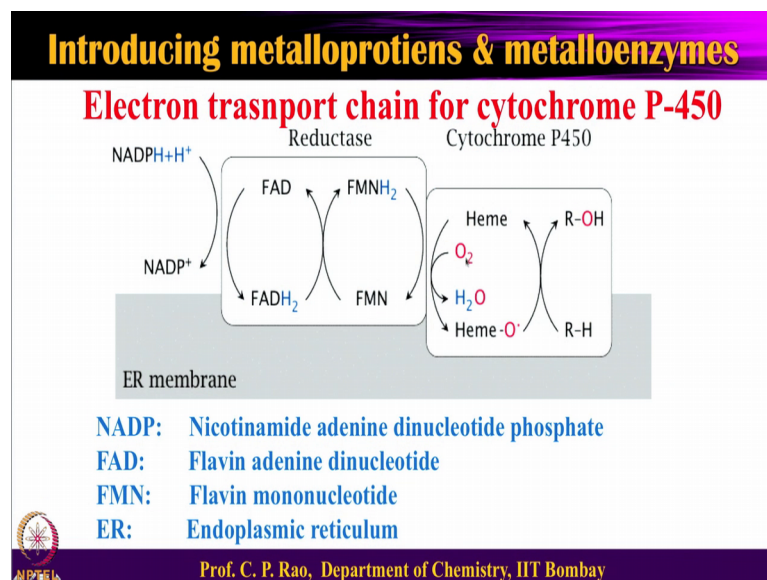 Introducing metalloprotiens & metalloenzymes
Electron trasnport chain for cytochrome P-450
Reductase Cytochrome P450
NADPH+H⁺
FAD FMNH₂
Heme R-OH
O₂
NADP⁺
FADH₂ FMN
H₂O
Heme-O· R-H
ER membrane
NADP: Nicotinamide adenine dinucleotide phosphate
FAD: Flavin adenine dinucleotide
FMN: Flavin mononucleotide
ER: Endoplasmic reticulum
NPTEL
Prof. C. P. Rao, Department of Chemistry, IIT Bombay